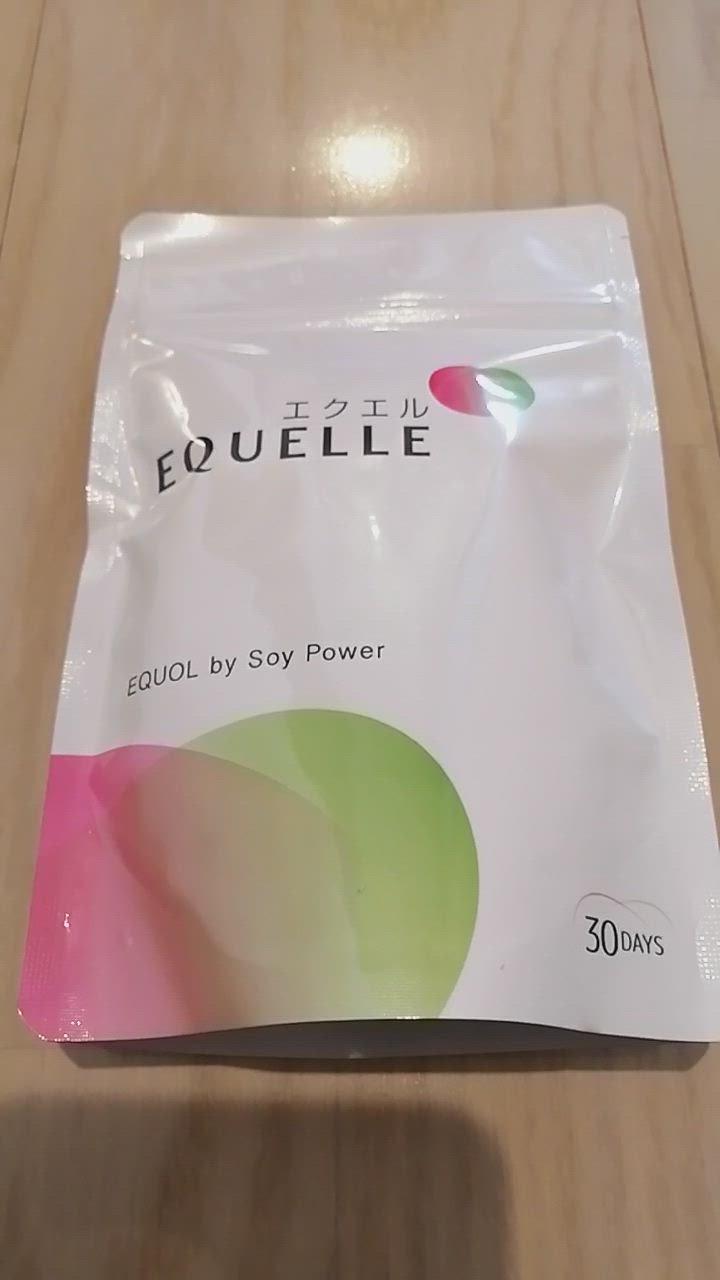 エクエル
EQUELLE
EQUOL by Soy Power
30DAYS